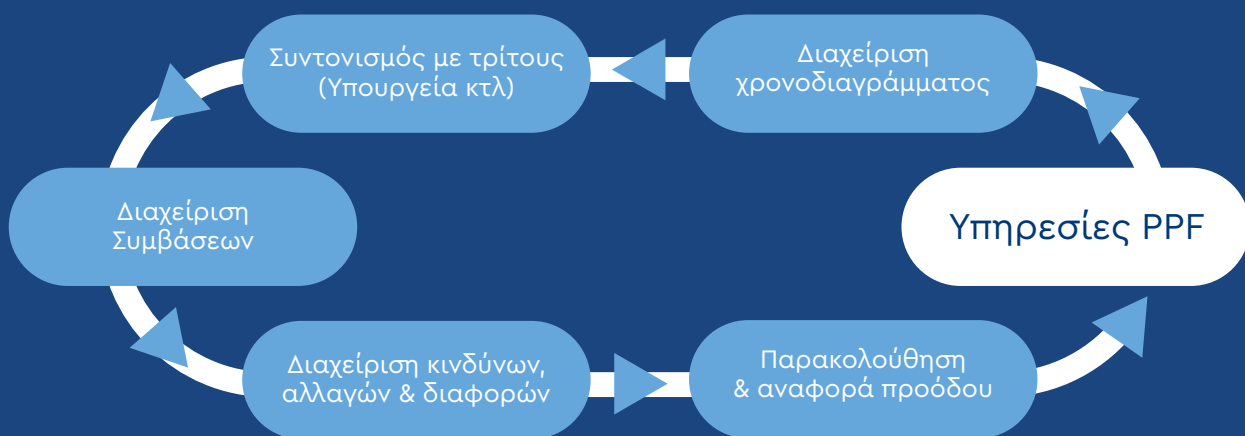 Συντονισμός με τρίτους
(Υπουργεία κτλ)
Διαχείριση
χρονοδιαγράμματος
Διαχείριση
Συμβάσεων
Υπηρεσίες PPF
Διαχείριση κινδύνων,
αλλαγών & διαφορών
Παρακολούθηση
& αναφορά προόδου